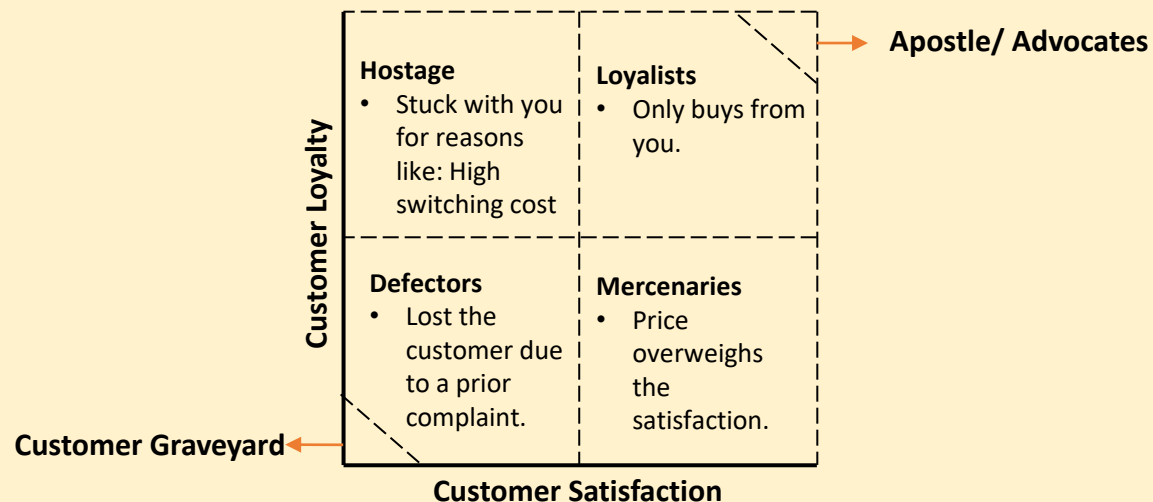 Apostle/ Advocates
Hostage
• Stuck with you
for reasons
like: High
switching cost
Loyalists
• Only buys from
you.
Customer Loyalty
Defectors
• Lost the
customer due
to a prior
complaint.
Mercenaries
• Price
overweighs
the
satisfaction.
Customer Graveyard
Customer Satisfaction